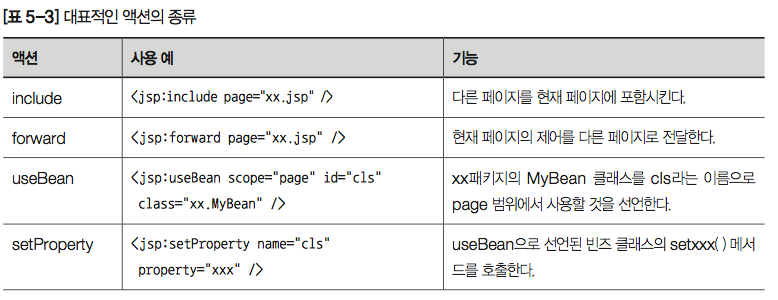 [표 5-3] 대표적인 액션의 종류
액션 사용 예 기능
include <jsp:include page="xx.jsp" /> 다른 페이지를 현재 페이지에 포함시킨다.
forward <jsp:forward page="xx.jsp" /> 현재 페이지의 제어를 다른 페이지로 전달한다.
useBean <jsp:useBean scope="page" id="cls" xx패키지의 MyBean 클래스를 cls라는 이름으로
class="xx.MyBean" /> page 범위에서 사용할 것을 선언한다.
setProperty <jsp:setProperty name="cls" useBean으로 선언된 빈즈 클래스의 setxxx( ) 메서
property="xxx" /> 드를 호출한다.